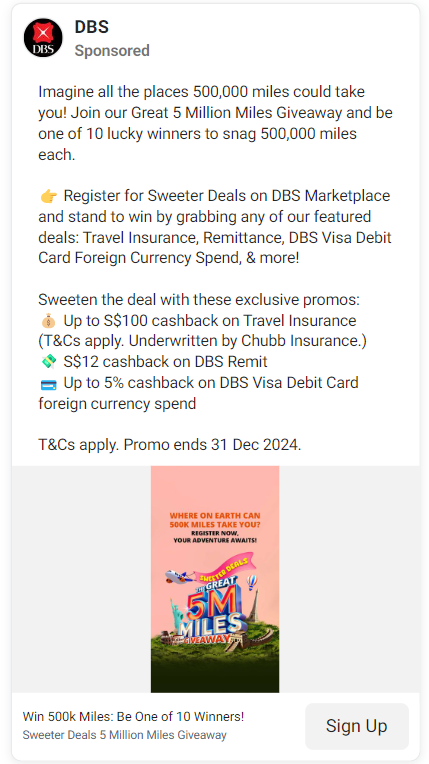 DBS
DBS
Sponsored
Imagine all the places 500,000 miles could take
you! Join our Great 5 Million Miles Giveaway and be
one of 10 lucky winners to snag 500,000 miles
each.
👉 Register for Sweeter Deals on DBS Marketplace
and stand to win by grabbing any of our featured
deals: Travel Insurance, Remittance, DBS Visa Debit
Card Foreign Currency Spend, & more!
Sweeten the deal with these exclusive promos:
💰 Up to S$100 cashback on Travel Insurance
(T&Cs apply. Underwritten by Chubb Insurance.)
💸 S$12 cashback on DBS Remit
💳 Up to 5% cashback on DBS Visa Debit Card
foreign currency spend
T&Cs apply. Promo ends 31 Dec 2024.
WHERE ON EARTH CAN
500K MILES TAKE YOU?
REGISTER NOW,
YOUR ADVENTURE AWAITS!
SWEETER DEALS
THE GREAT
5M
MILES
GIVEAWAY
Win 500k Miles: Be One of 10 Winners!
Sweeter Deals 5 Million Miles Giveaway
Sign Up